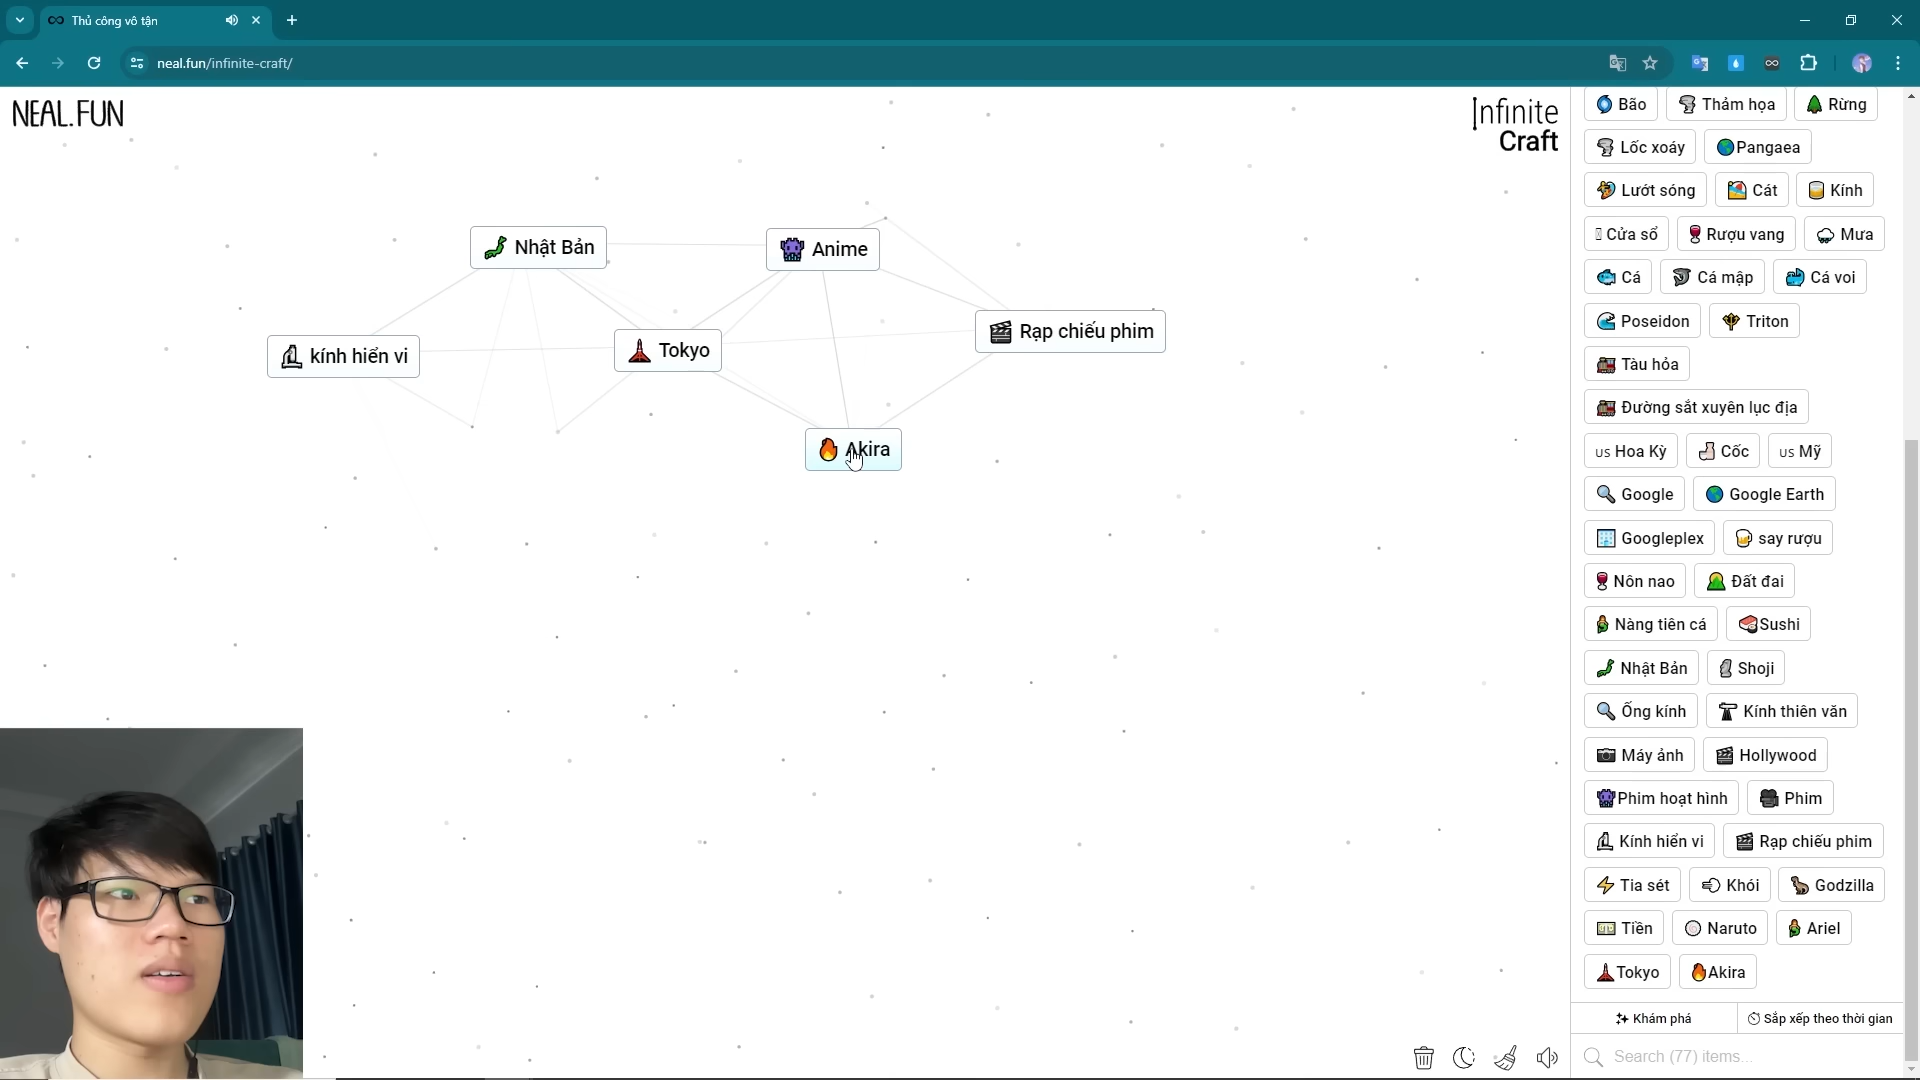 Thủ công vô tận
neal.fun/infinite-craft/
NEAL.FUN
Infinite
Craft
Nhật Bản
Anime
kính hiển vi
Tokyo
Rạp chiếu phim
Akira
Bão Thảm họa Rừng
Lốc xoáy Pangaea
Lướt sóng Cát Kính
Cửa sổ Rượu vang Mưa
Cá Cá mập Cá voi
Poseidon Triton
Tàu hỏa
Đường sắt xuyên lục địa
US Hoa Kỳ Cốc US Mỹ
Google Google Earth
Googleplex say rượu
Nôn nao Đất đai
Nàng tiên cá Sushi
Nhật Bản Shoji
Ống kính Kính thiên văn
Máy ảnh Hollywood
Phim hoạt hình Phim
Kính hiển vi Rạp chiếu phim
Tia sét Khói Godzilla
Tiền Naruto Ariel
Tokyo Akira
Khám phá Sắp xếp theo thời gian
Search (77) items...